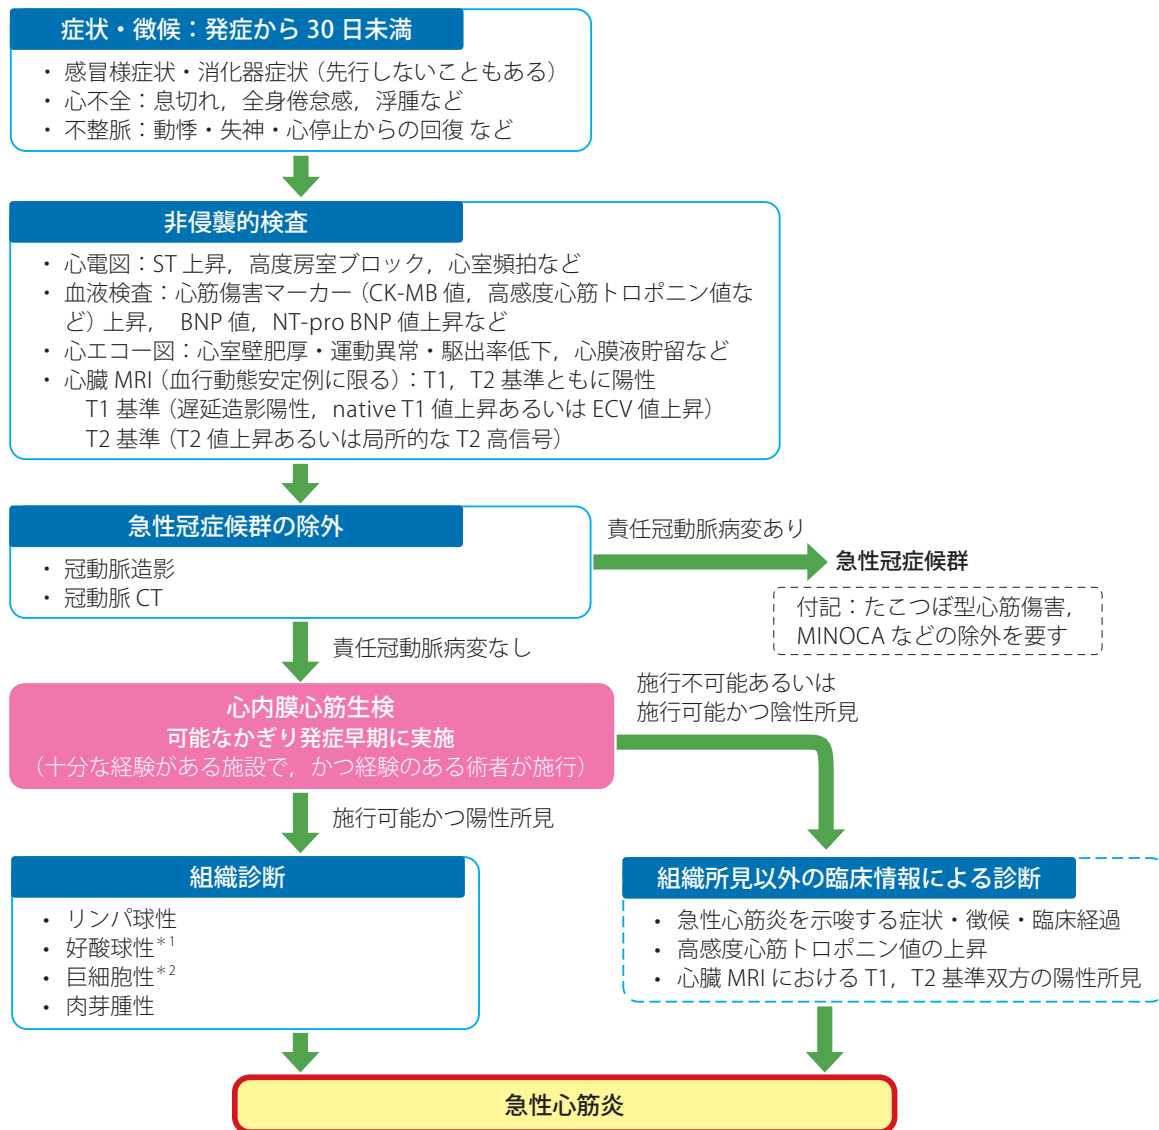 症状・徴候：発症から 30 日未満
・ 感冒様症状・消化器症状（先行しないこともある）
・ 心不全：息切れ，全身倦怠感，浮腫など
・ 不整脈：動悸・失神・心停止からの回復 など
非侵襲的検査
・ 心電図：ST 上昇，高度房室ブロック，心室頻拍など
・ 血液検査：心筋傷害マーカー（CK-MB 値，高感度心筋トロポニン値な
ど）上昇， BNP 値，NT-pro BNP 値上昇など
・ 心エコー図：心室壁肥厚・運動異常・駆出率低下，心膜液貯留など
・ 心臓 MRI（血行動態安定例に限る）：T1，T2 基準ともに陽性
T1 基準（遅延造影陽性，native T1 値上昇あるいは ECV 値上昇）
T2 基準（T2 値上昇あるいは局所的な T2 高信号）
急性冠症候群の除外
・ 冠動脈造影
・ 冠動脈 CT
責任冠動脈病変あり
急性冠症候群
付記：たこつぼ型心筋傷害，
MINOCA などの除外を要す
責任冠動脈病変なし
心内膜心筋生検
可能なかぎり発症早期に実施
（十分な経験がある施設で，かつ経験のある術者が施行）
施行不可能あるいは
施行可能かつ陰性所見
施行可能かつ陽性所見
組織診断
・ リンパ球性
・ 好酸球性＊1
・ 巨細胞性＊2
・ 肉芽腫性
組織所見以外の臨床情報による診断
・ 急性心筋炎を示唆する症状・徴候・臨床経過
・ 高感度心筋トロポニン値の上昇
・ 心臓 MRI における T1，T2 基準双方の陽性所見
急性心筋炎